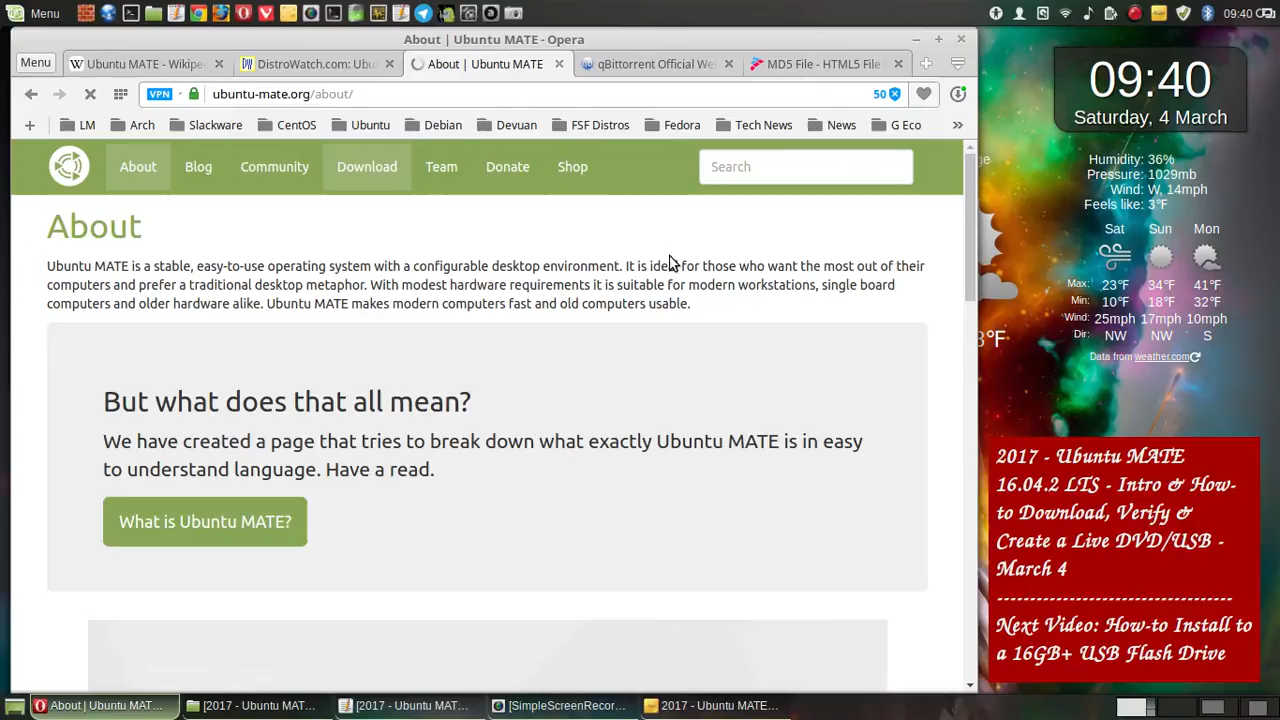 Menu
09:40
About | Ubuntu MATE - Opera
Menu
Ubuntu MATE - Wikipe
DistroWatch.com: Ubu
About | Ubuntu MATE
qBittorrent Official We
MD5 File - HTML5 File
VPN
ubuntu-mate.org/about/
50
LM
Arch
Slackware
CentOS
Ubuntu
Debian
Devuan
FSF Distros
Fedora
Tech News
News
G Eco
»
About
Blog
Community
Download
Team
Donate
Shop
Search
About
Ubuntu MATE is a stable, easy-to-use operating system with a configurable desktop environment. It is ideal for those who want the most out of their
computers and prefer a traditional desktop metaphor. With modest hardware requirements it is suitable for modern workstations, single board
computers and older hardware alike. Ubuntu MATE makes modern computers fast and old computers usable.
But what does that all mean?
We have created a page that tries to break down what exactly Ubuntu MATE is in easy
to understand language. Have a read.
What is Ubuntu MATE?
09:40
Saturday, 4 March
Humidity: 36%
Pressure: 1029mb
Wind: W, 14mph
Feels like: 3°F
Sat Sun Mon
Max: 23°F 34°F 41°F
Min: 10°F 18°F 32°F
Wind: 25mph 17mph 10mph
Dir: NW NW S
Data from weather.com
2017 - Ubuntu MATE
16.04.2 LTS - Intro & How-
to Download, Verify &
Create a Live DVD/USB -
March 4
----------------------------------
Next Video: How-to Install to
a 16GB+ USB Flash Drive
About | Ubuntu MAT...
[2017 - Ubuntu MAT...
[2017 - Ubuntu MAT...
[SimpleScreenRecor...
2017 - Ubuntu MATE...